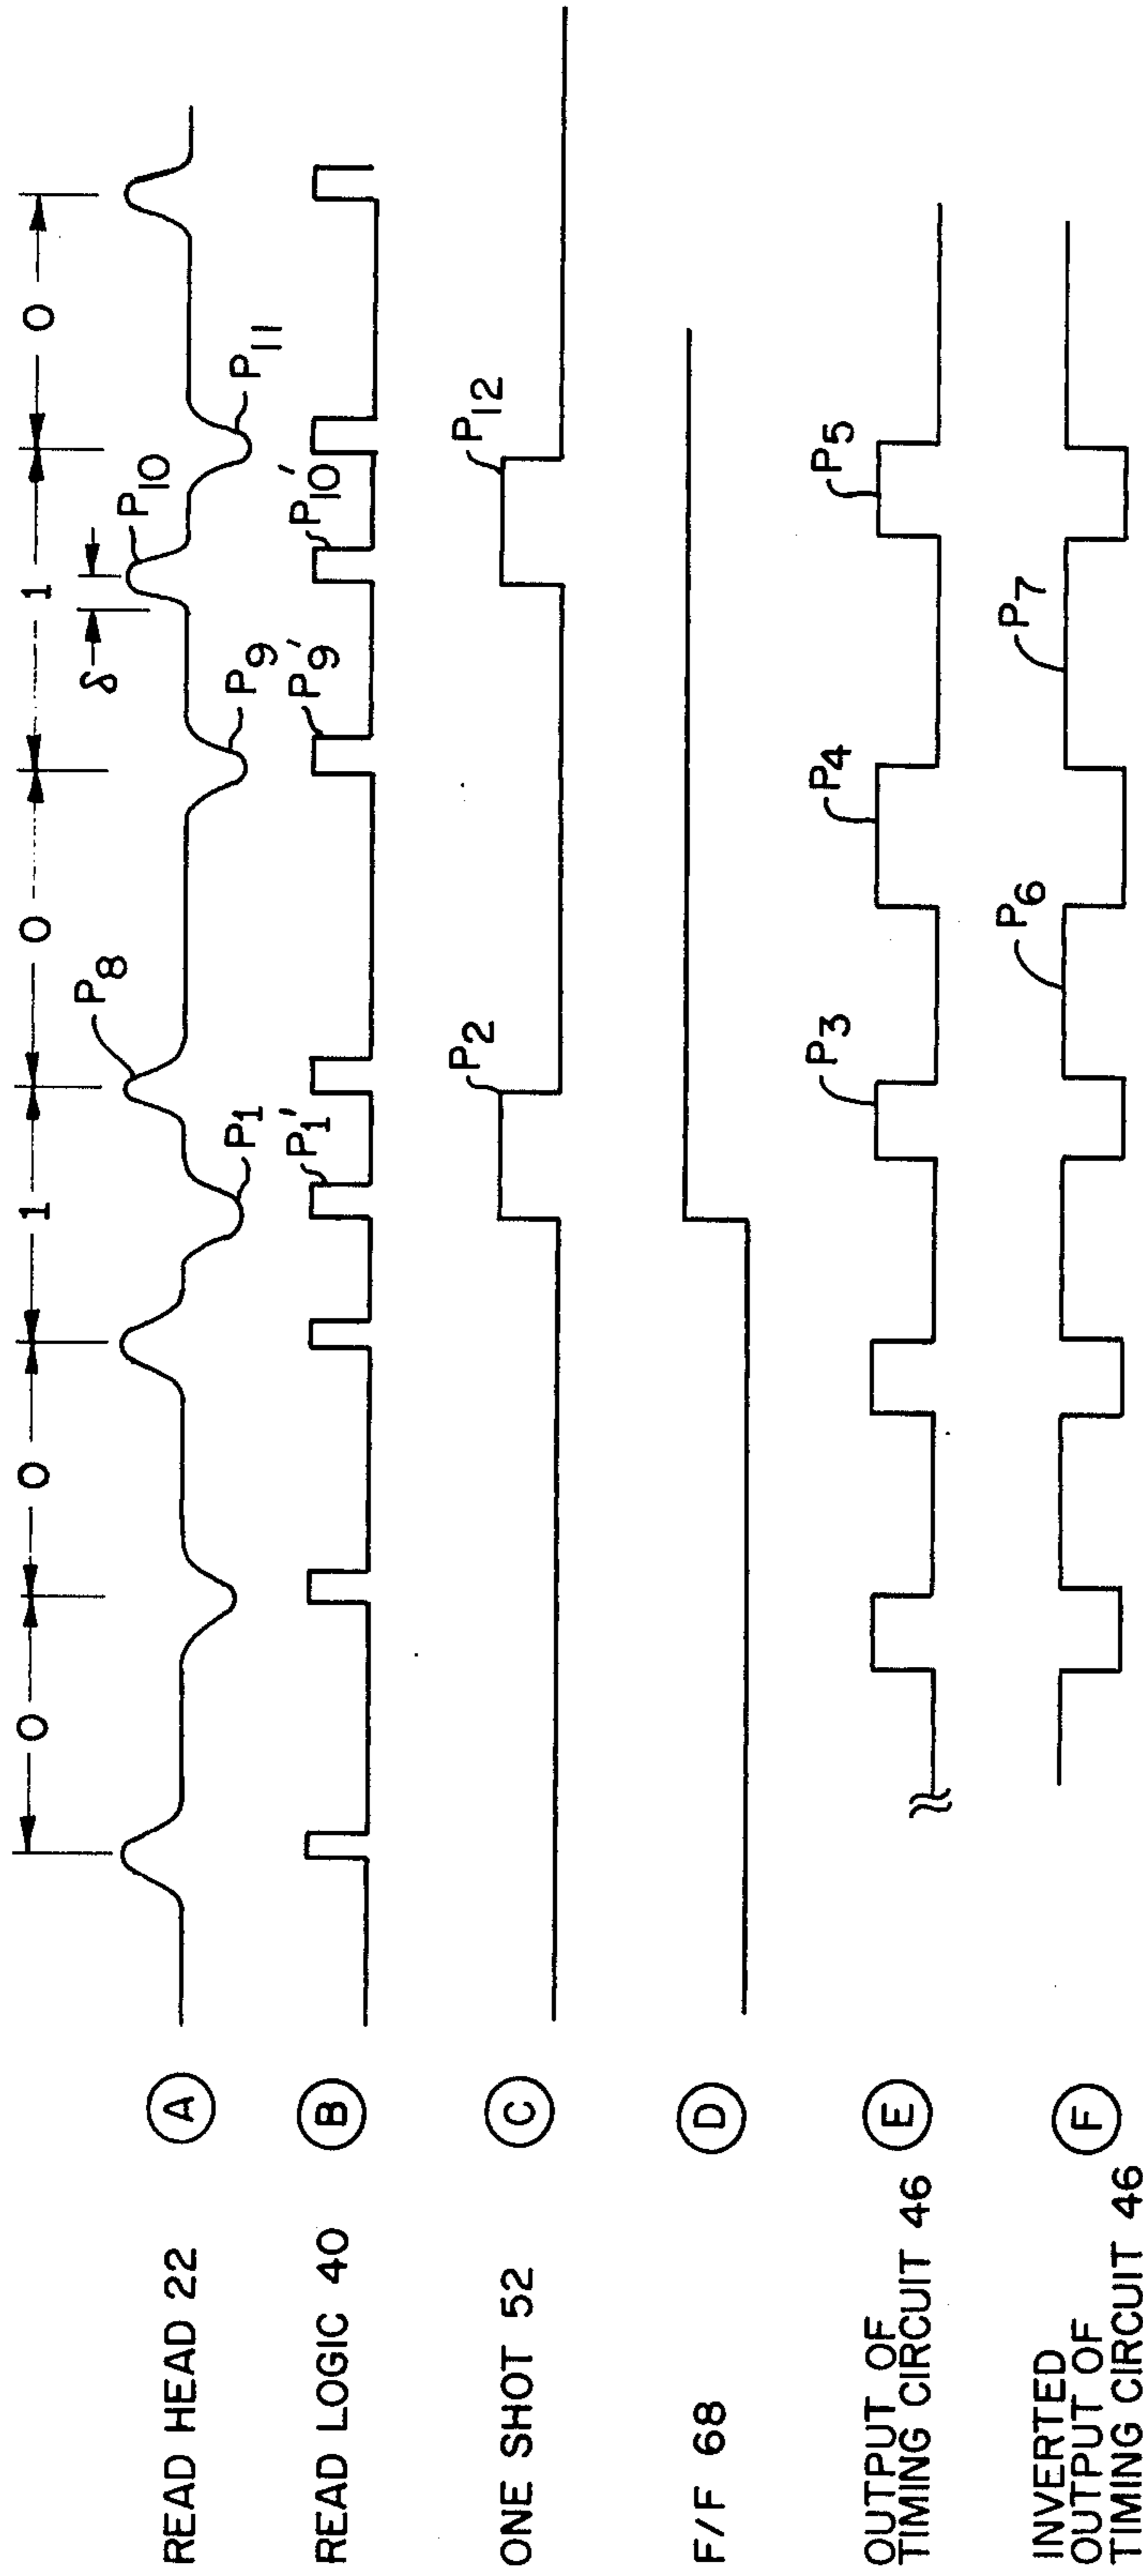 0 0 1 0 1 0
READ HEAD 22 A P1 P8 P9 δ P10 P11
READ LOGIC 40 B P1' P9' P10'
ONE SHOT 52 C P2 P12
F/F 68 D
OUTPUT OF
TIMING CIRCUIT 46 E P3 P4 P5
INVERTED
OUTPUT OF
TIMING CIRCUIT 46 F P6 P7